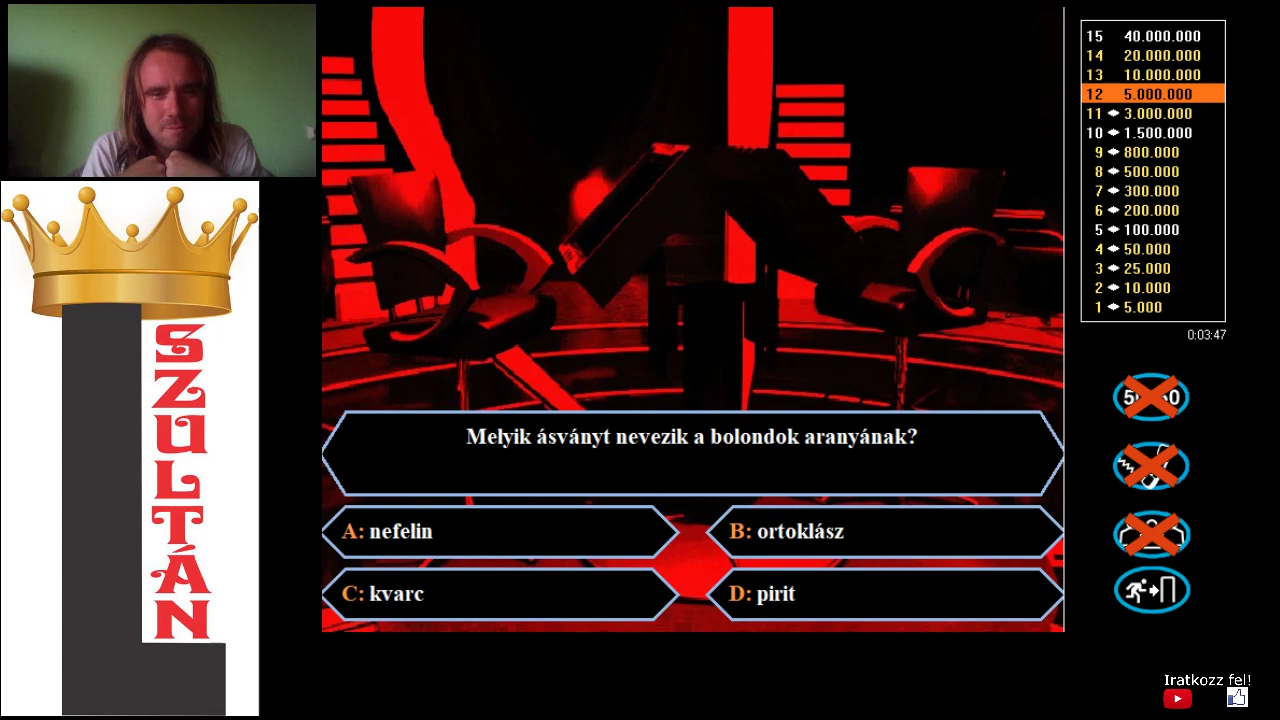 SZULTÁN
15 40.000.000
14 20.000.000
13 10.000.000
12 5.000.000
11 3.000.000
10 1.500.000
9 800.000
8 500.000
7 300.000
6 200.000
5 100.000
4 50.000
3 25.000
2 10.000
1 5.000
0:03:47
Melyik ásványt nevezik a bolondok aranyának?
A: nefelin
B: ortoklász
C: kvarc
D: pirit
Iratkozz fel!